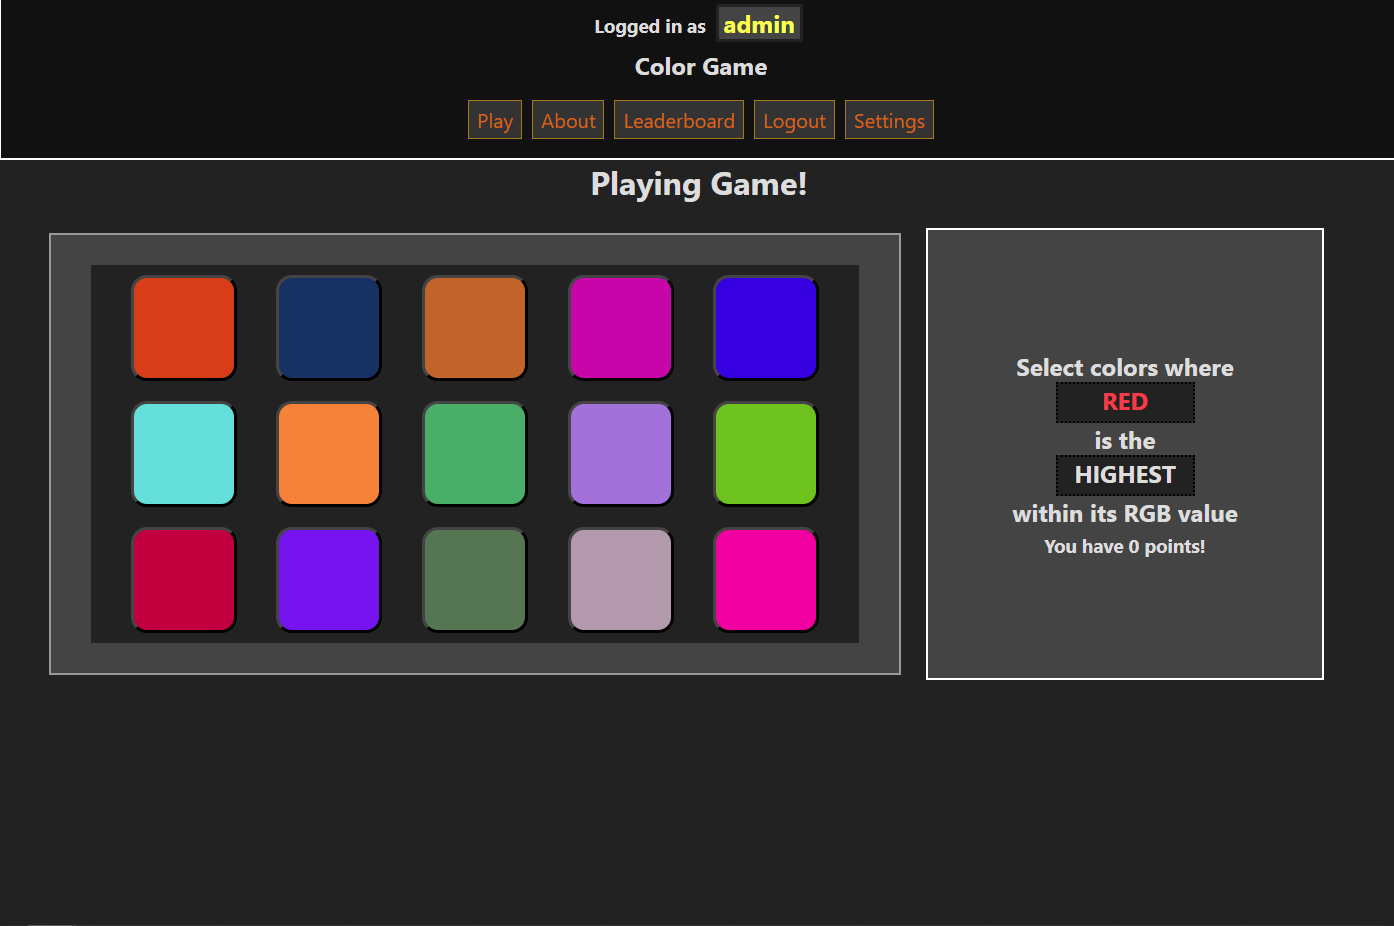 Logged in as admin
Color Game
Play About Leaderboard Logout Settings
Playing Game!
Select colors where
RED
is the
HIGHEST
within its RGB value
You have 0 points!